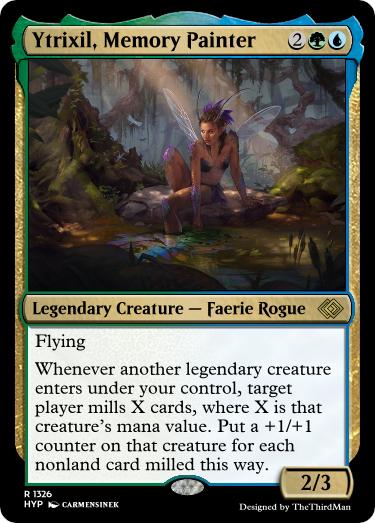 Ytrixil, Memory Painter 2
Legendary Creature — Faerie Rogue
Flying
Whenever another legendary creature
enters under your control, target
player mills X cards, where X is that
creature's mana value. Put a +1/+1
counter on that creature for each
nonland card milled this way.
2/3
R 1326
HYP CARMENSINEK
Designed by TheThirdMan